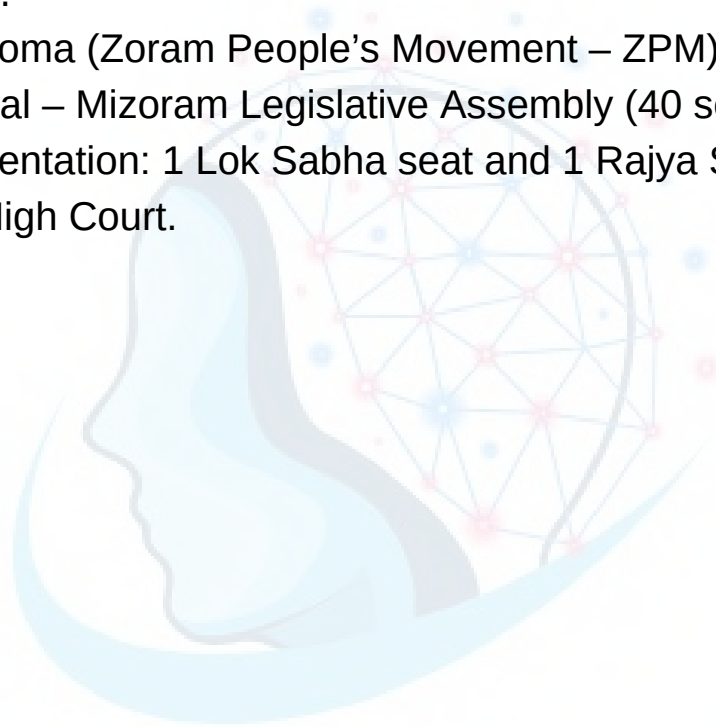 .
oma (Zoram People’s Movement – ZPM)
al – Mizoram Legislative Assembly (40 s
entation: 1 Lok Sabha seat and 1 Rajya S
High Court.